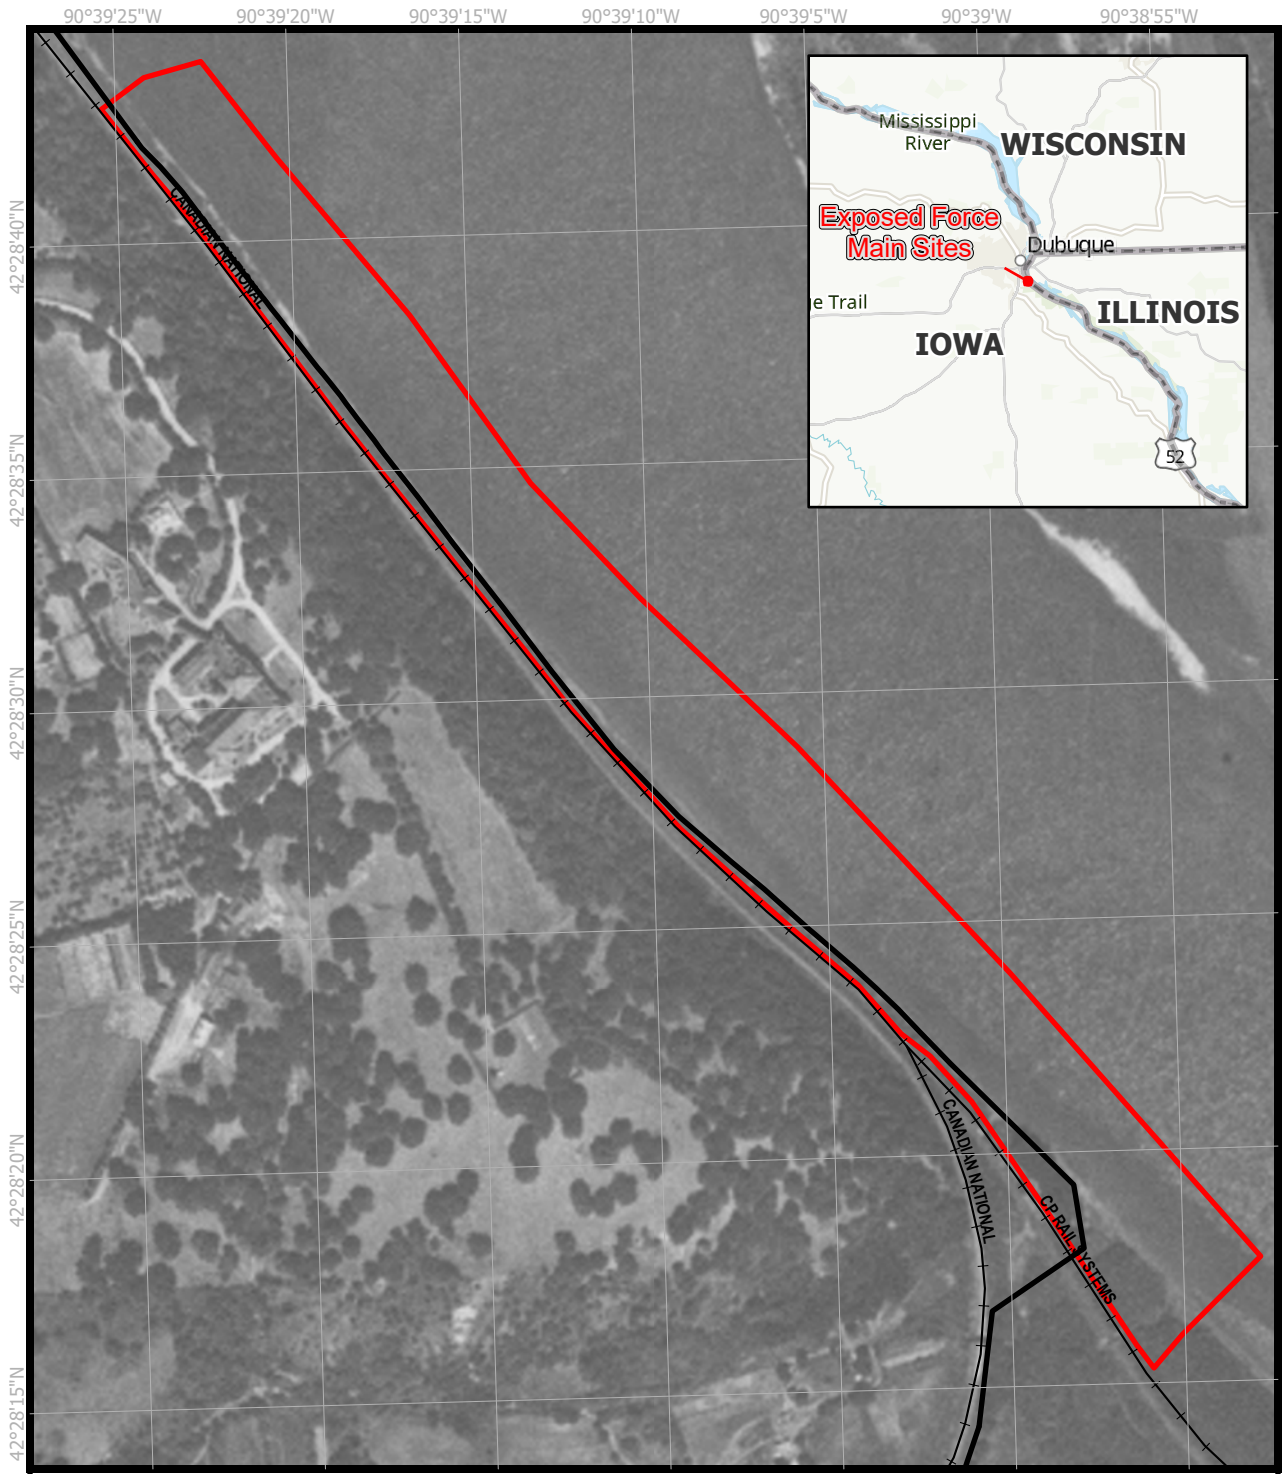 90°39'25"W
90°39'20"W
90°39'15"W
90°39'10"W
90°39'5"W
90°39'W
90°38'55"W
42°28'40"N
42°28'35"N
42°28'30"N
42°28'25"N
42°28'20"N
42°28'15"N
Mississippi
River
WISCONSIN
Exposed Force
Main Sites
Dubuque
ge Trail
ILLINOIS
IOWA
52
CANADIAN NATIONAL
CANADIAN NATIONAL
CP RAIL SYSTEMS